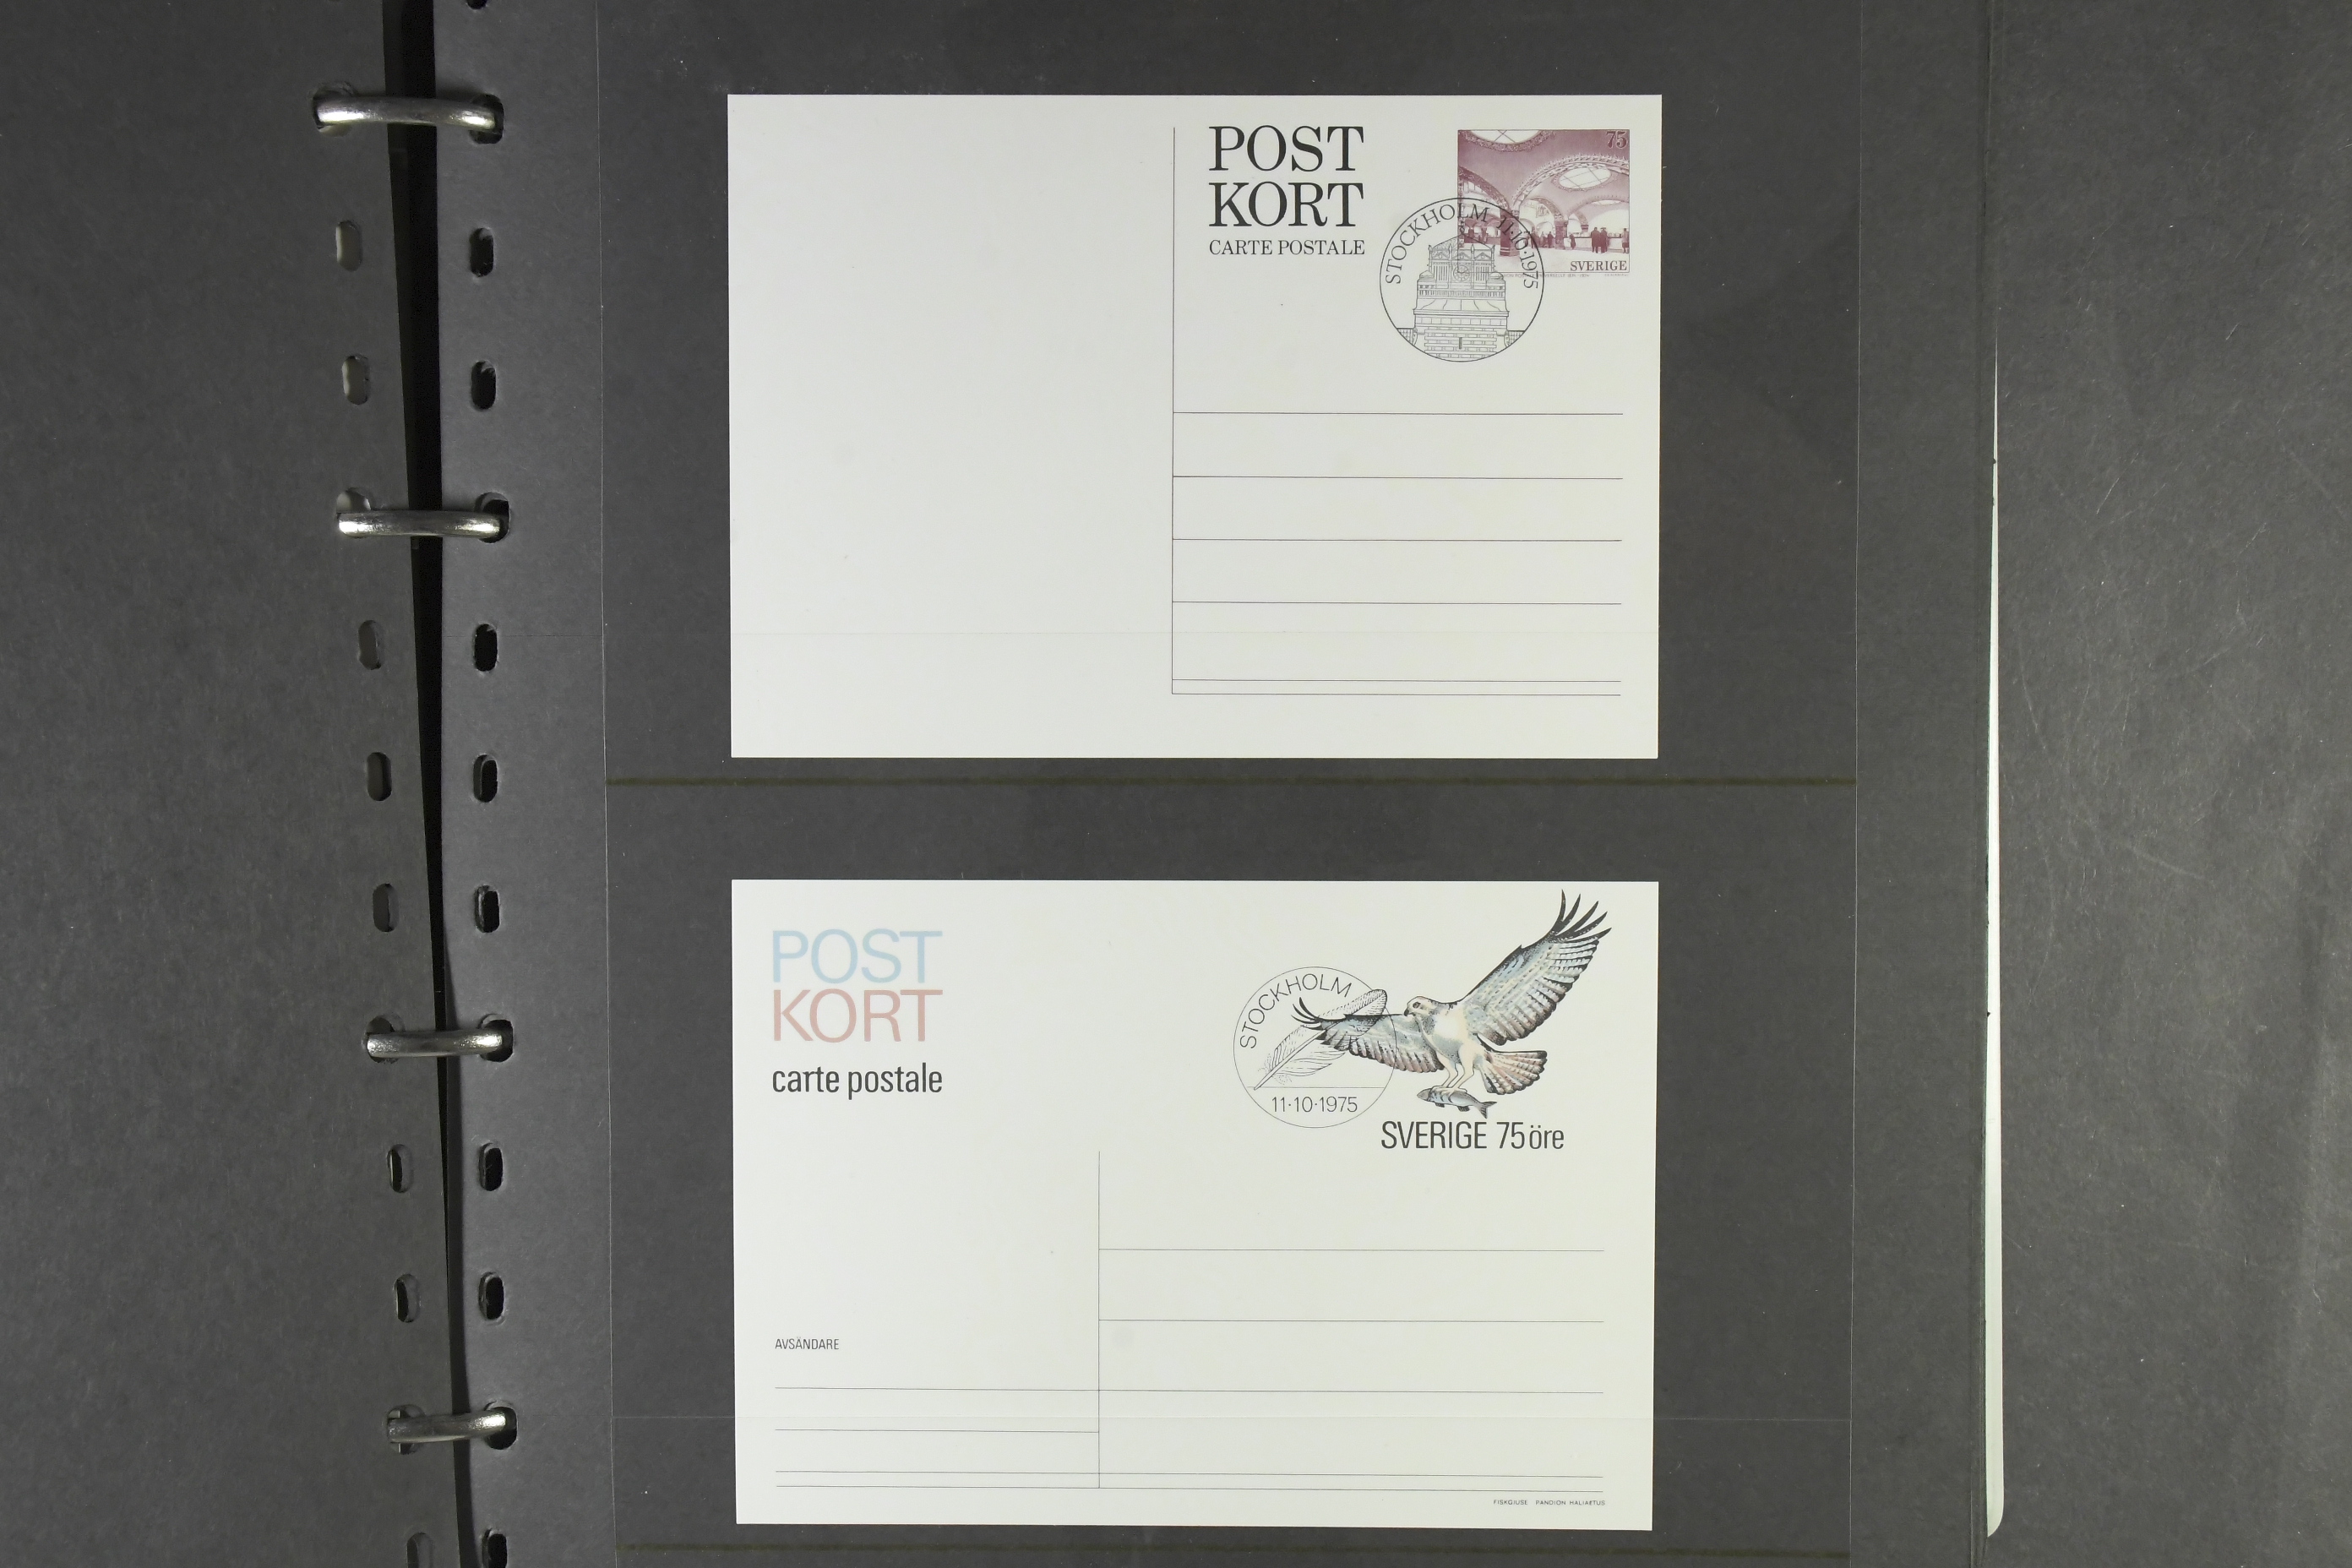 POST
KORT
CARTE POSTALE
75
SVERIGE
STOCKHOLM 11·10·1975
POST
KORT
carte postale
STOCKHOLM
11·10·1975
SVERIGE 75 öre
AVSÄNDARE
FISKGJUSE PANDION HALIAETUS